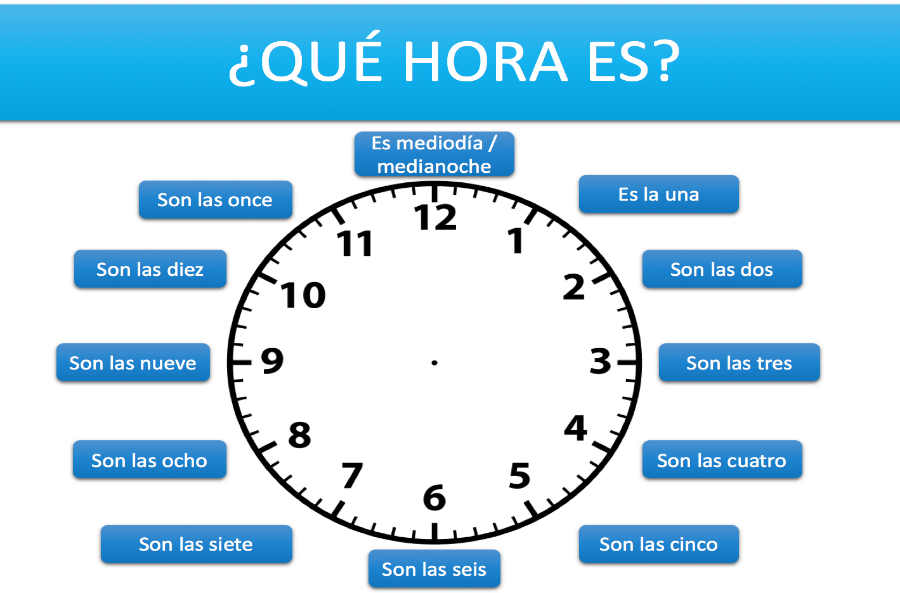 ¿QUÉ HORA ES?
Es mediodía /
medianoche
Son las once
Es la una
Son las diez
Son las dos
Son las nueve
Son las tres
Son las ocho
Son las cuatro
Son las siete
Son las cinco
Son las seis
12
11
1
10
2
9
3
8
4
7
5
6